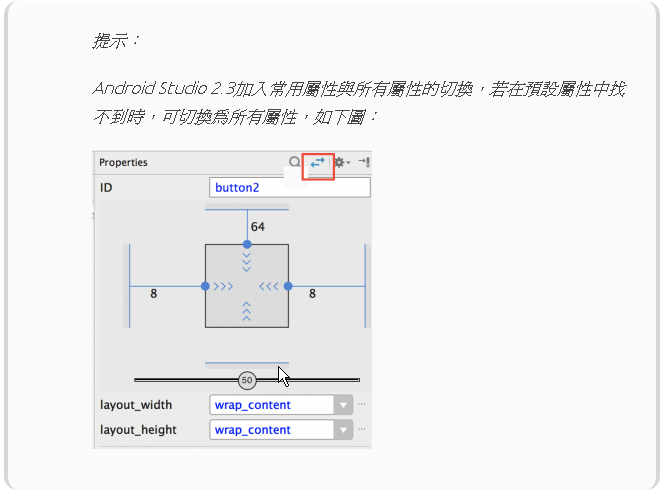 提示：
Android Studio 2.3加入常用屬性與所有屬性的切換，若在預設屬性中找
不到時，可切換為所有屬性，如下圖：
Properties
ID button2
64
8 8
50
layout_width wrap_content ...
layout_height wrap_content ...